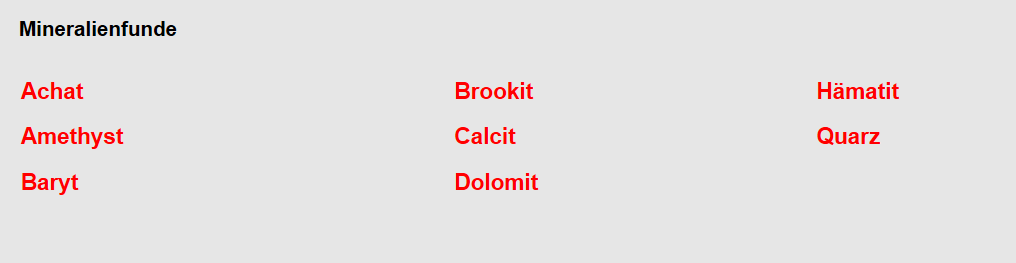 Mineralienfunde
Achat
Amethyst
Baryt
Brookit
Calcit
Dolomit
Hämatit
Quarz